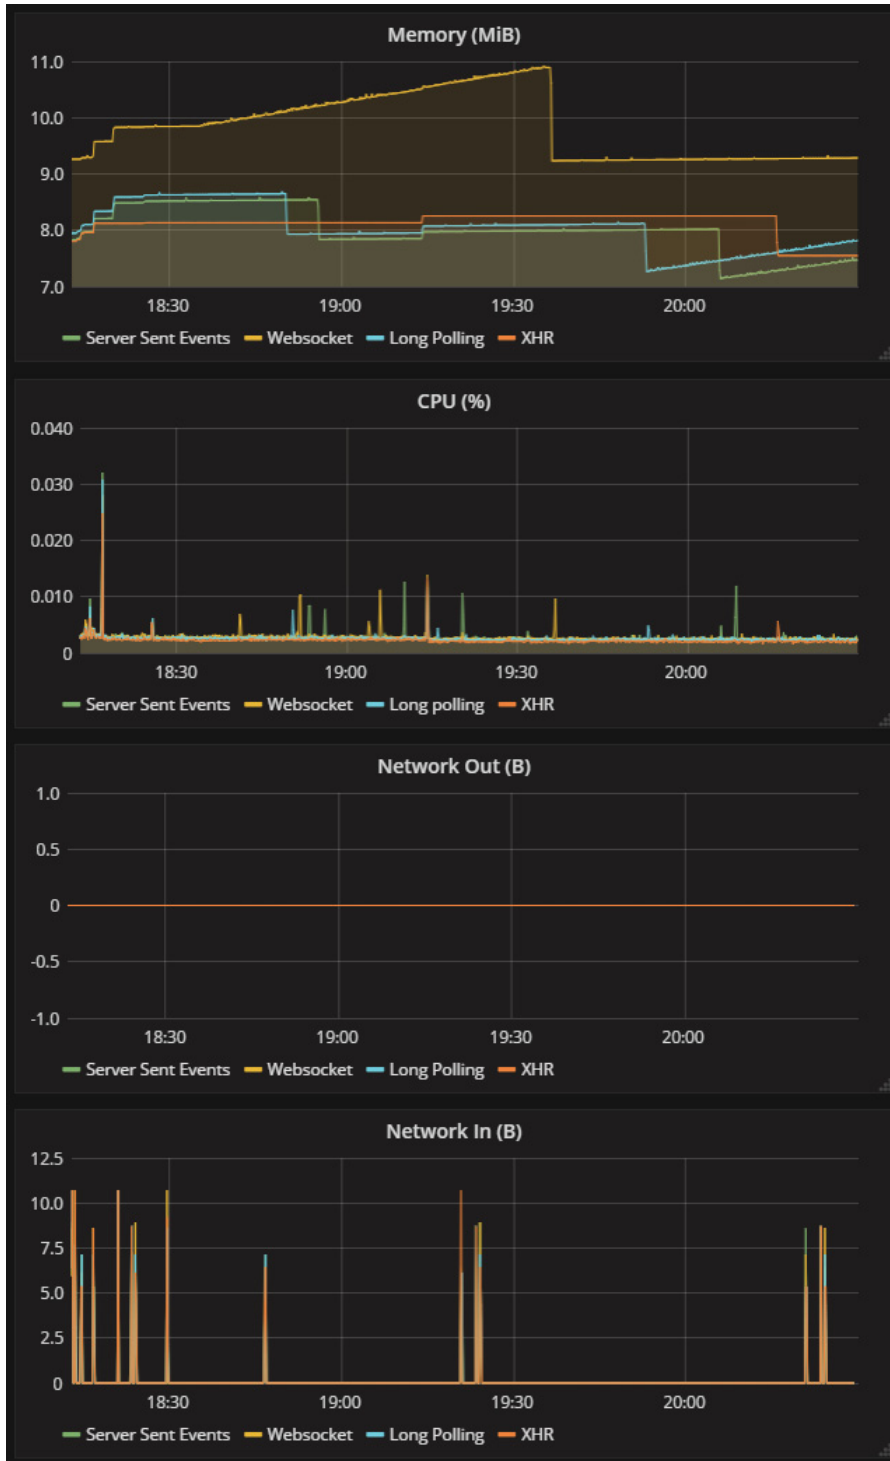 Memory (MiB)
11.0
10.0
9.0
8.0
7.0
18:30 19:00 19:30 20:00
Server Sent Events Websocket Long Polling XHR
CPU (%)
0.040
0.030
0.020
0.010
0
18:30 19:00 19:30 20:00
Server Sent Events Websocket Long polling XHR
Network Out (B)
1.0
0.5
0
-0.5
-1.0
18:30 19:00 19:30 20:00
Server Sent Events Websocket Long Polling XHR
Network In (B)
12.5
10.0
7.5
5.0
2.5
0
18:30 19:00 19:30 20:00
Server Sent Events Websocket Long Polling XHR